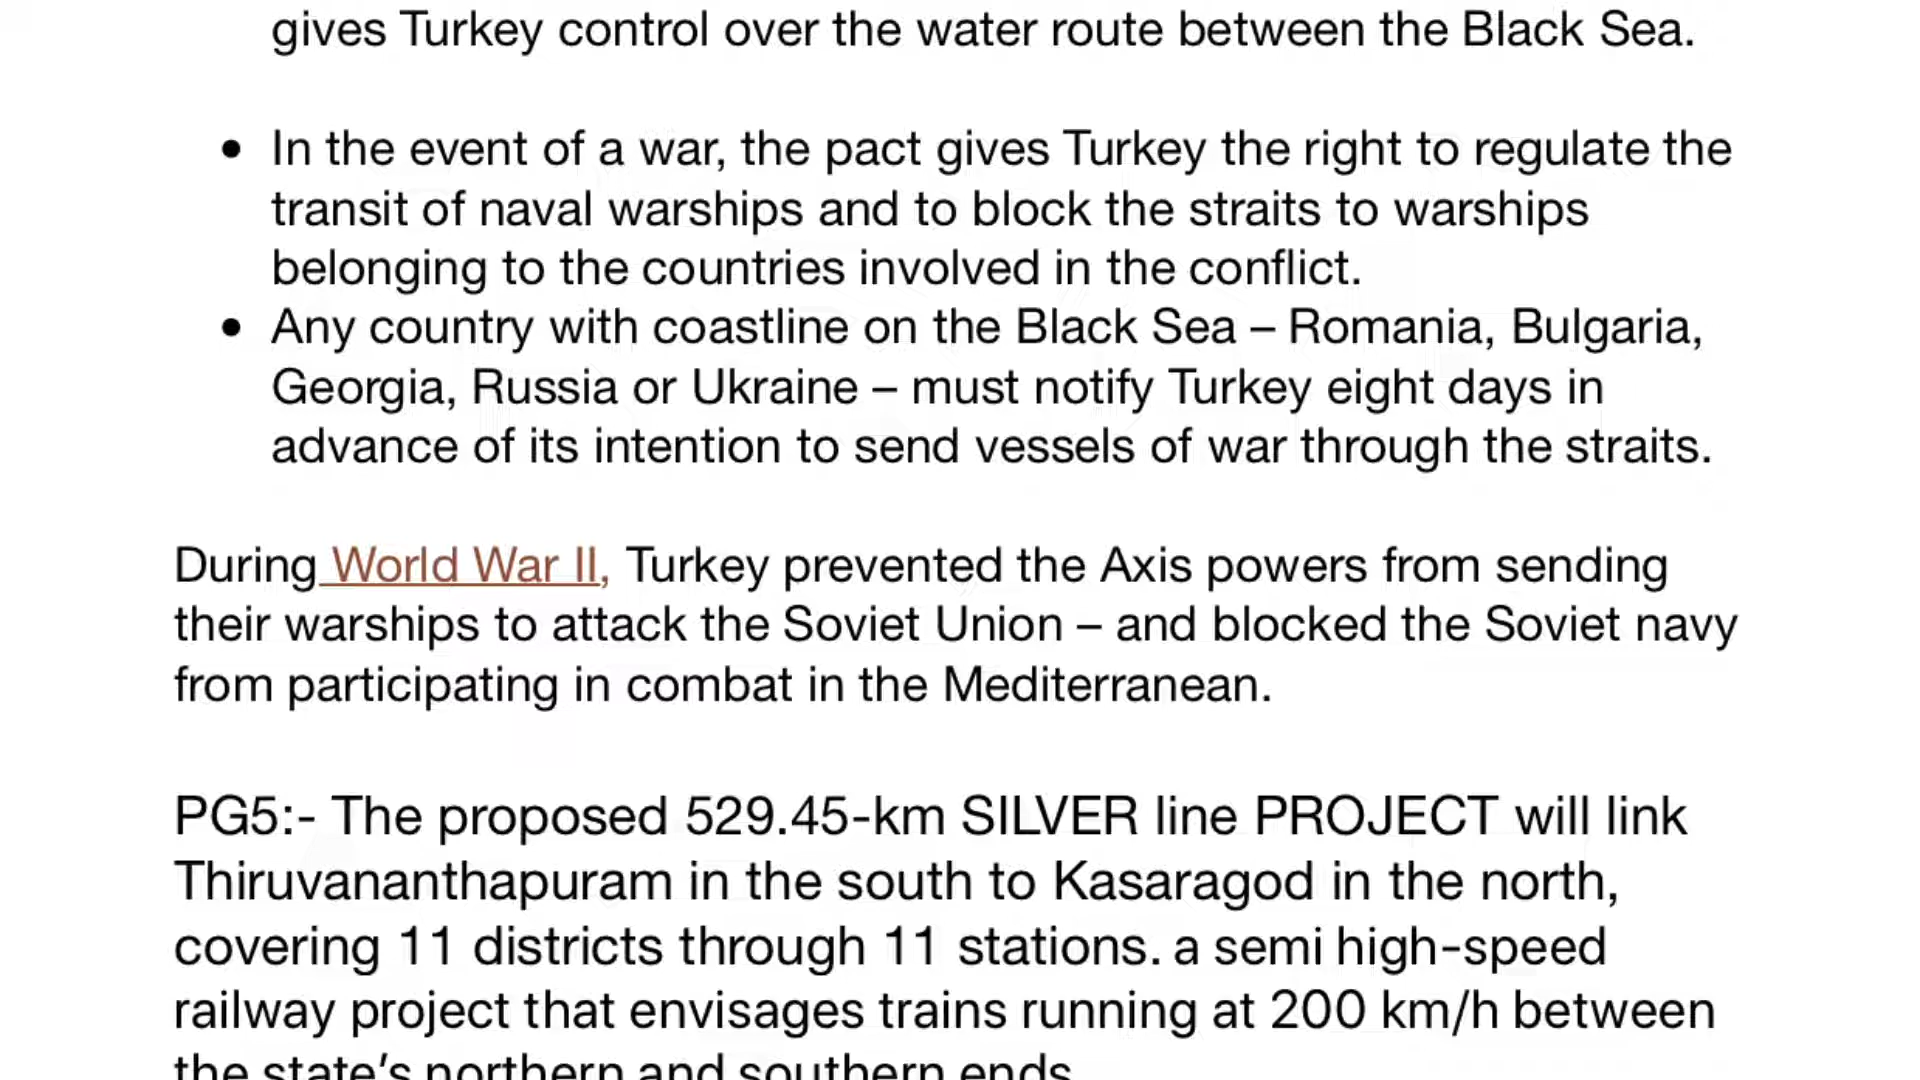 gives Turkey control over the water route between the Black Sea.
• In the event of a war, the pact gives Turkey the right to regulate the
transit of naval warships and to block the straits to warships
belonging to the countries involved in the conflict.
• Any country with coastline on the Black Sea – Romania, Bulgaria,
Georgia, Russia or Ukraine – must notify Turkey eight days in
advance of its intention to send vessels of war through the straits.
During World War II, Turkey prevented the Axis powers from sending
their warships to attack the Soviet Union – and blocked the Soviet navy
from participating in combat in the Mediterranean.
PG5:- The proposed 529.45-km SILVER line PROJECT will link
Thiruvananthapuram in the south to Kasaragod in the north,
covering 11 districts through 11 stations. a semi high-speed
railway project that envisages trains running at 200 km/h between
the state's northern and southern ends